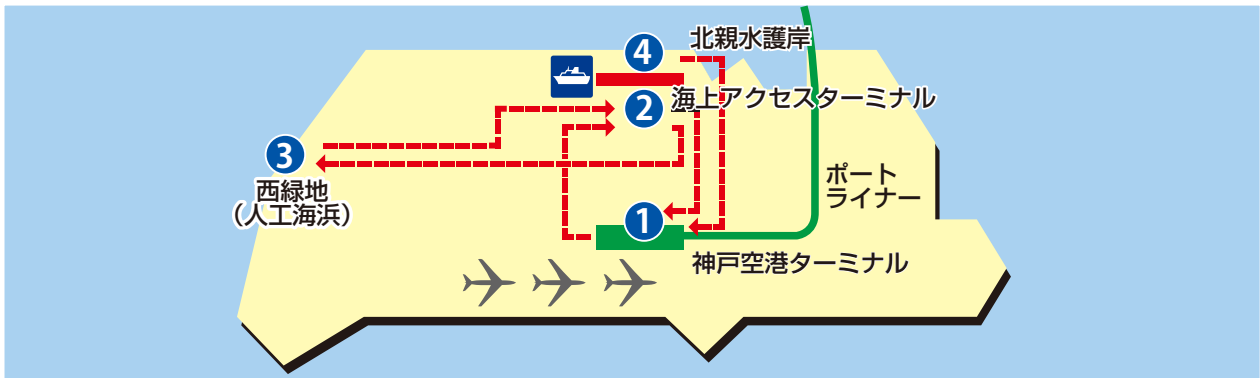 北親水護岸
4
海上アクセスターミナル
2
3
西緑地
（人工海浜）
ポート
ライナー
1
神戸空港ターミナル